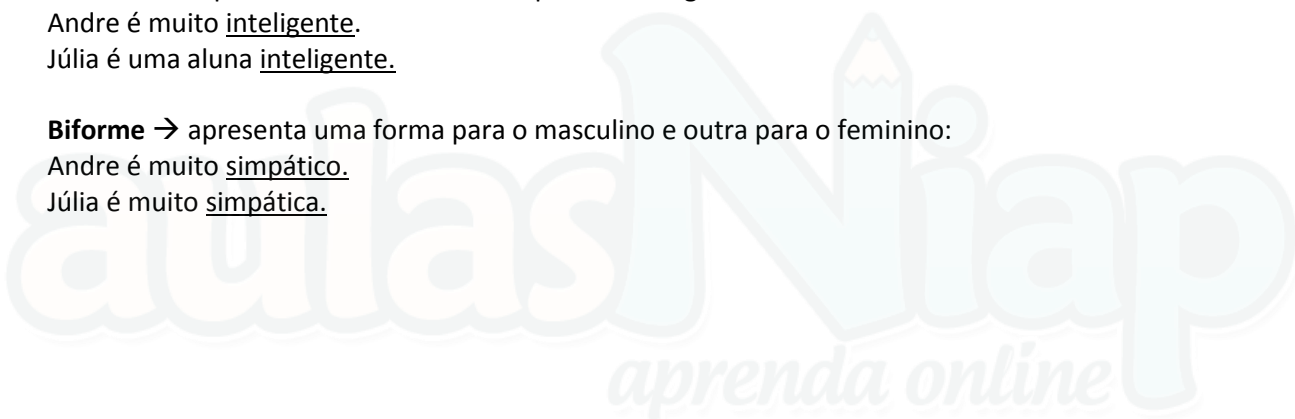 Andre é muito inteligente.
Júlia é uma aluna inteligente.
Biforme → apresenta uma forma para o masculino e outra para o feminino:
Andre é muito simpático.
Júlia é muito simpática.
aulasNiap
aprenda online